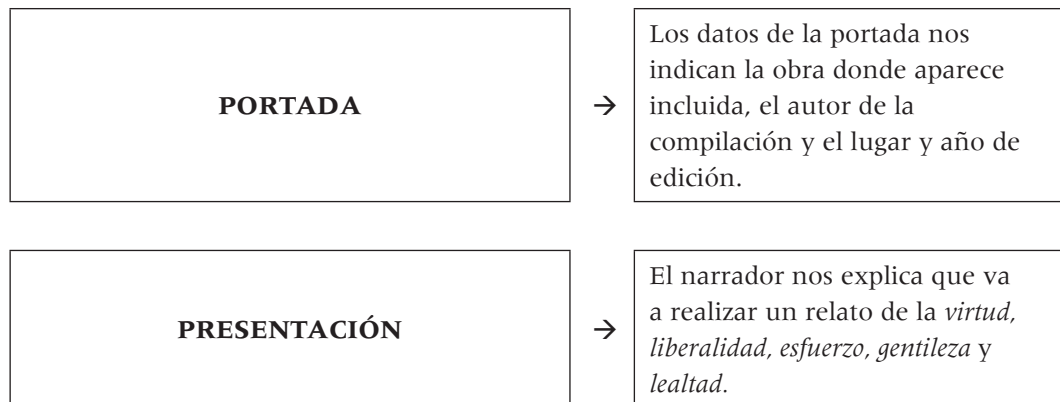 PORTADA
→
Los datos de la portada nos
indican la obra donde aparece
incluida, el autor de la
compilación y el lugar y año de
edición.
PRESENTACIÓN
→
El narrador nos explica que va
a realizar un relato de la virtud,
liberalidad, esfuerzo, gentileza y
lealtad.